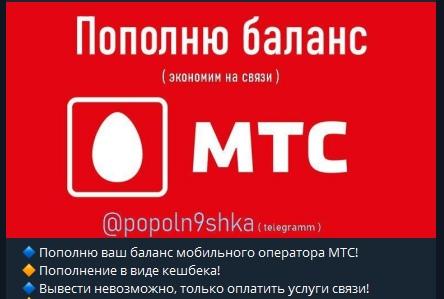 Пополню баланс
( экономим на связи )
МТС
@popoln9shka ( telegramm )
Пополню ваш баланс мобильного оператора МТС!
Пополнение в виде кешбека!
Вывести невозможно, только оплатить услуги связи!